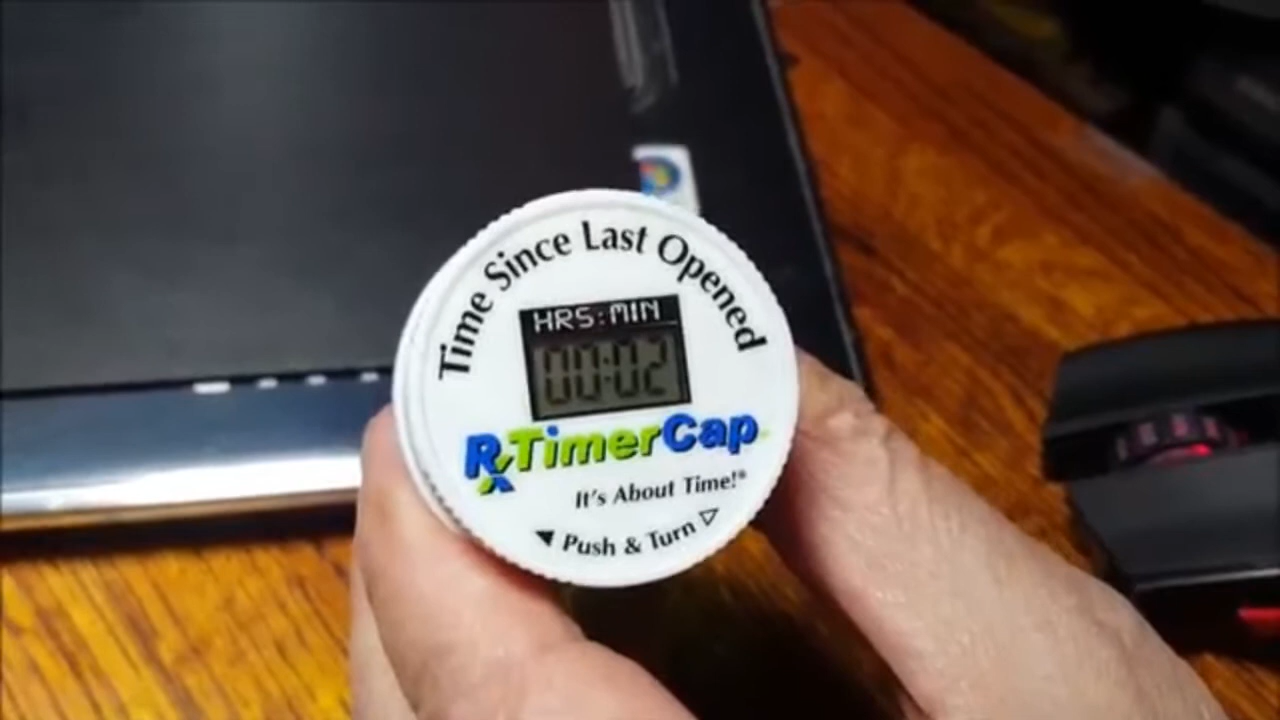 Time Since Last Opened
HRS:MIN
00:02
RxTimerCap
It's About Time!®
◀ Push & Turn ▽